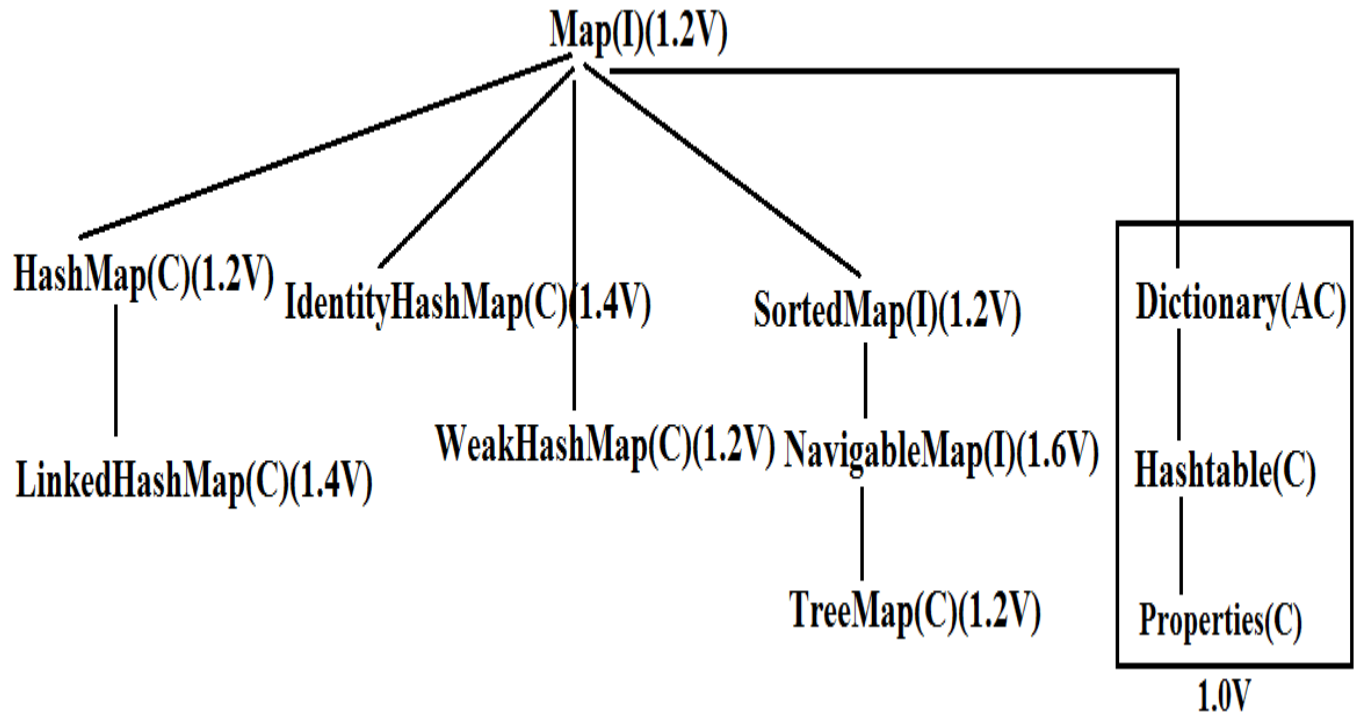 Map(I)(1.2V)
HashMap(C)(1.2V)
IdentityHashMap(C)(1.4V)
SortedMap(I)(1.2V)
Dictionary(AC)
WeakHashMap(C)(1.2V)
NavigableMap(I)(1.6V)
LinkedHashMap(C)(1.4V)
Hashtable(C)
TreeMap(C)(1.2V)
Properties(C)
1.0V